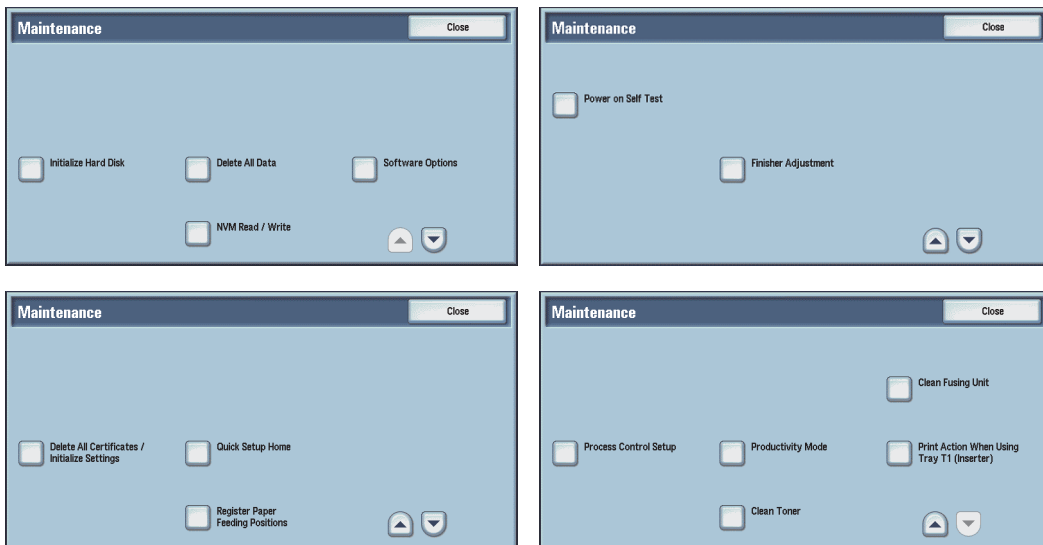 Maintenance
Close
Initialize Hard Disk
Delete All Data
Software Options
NVM Read / Write
Maintenance
Close
Power on Self Test
Finisher Adjustment
Maintenance
Close
Delete All Certificates /
Initialize Settings
Quick Setup Home
Register Paper
Feeding Positions
Maintenance
Close
Clean Fusing Unit
Process Control Setup
Productivity Mode
Print Action When Using
Tray T1 (Inserter)
Clean Toner